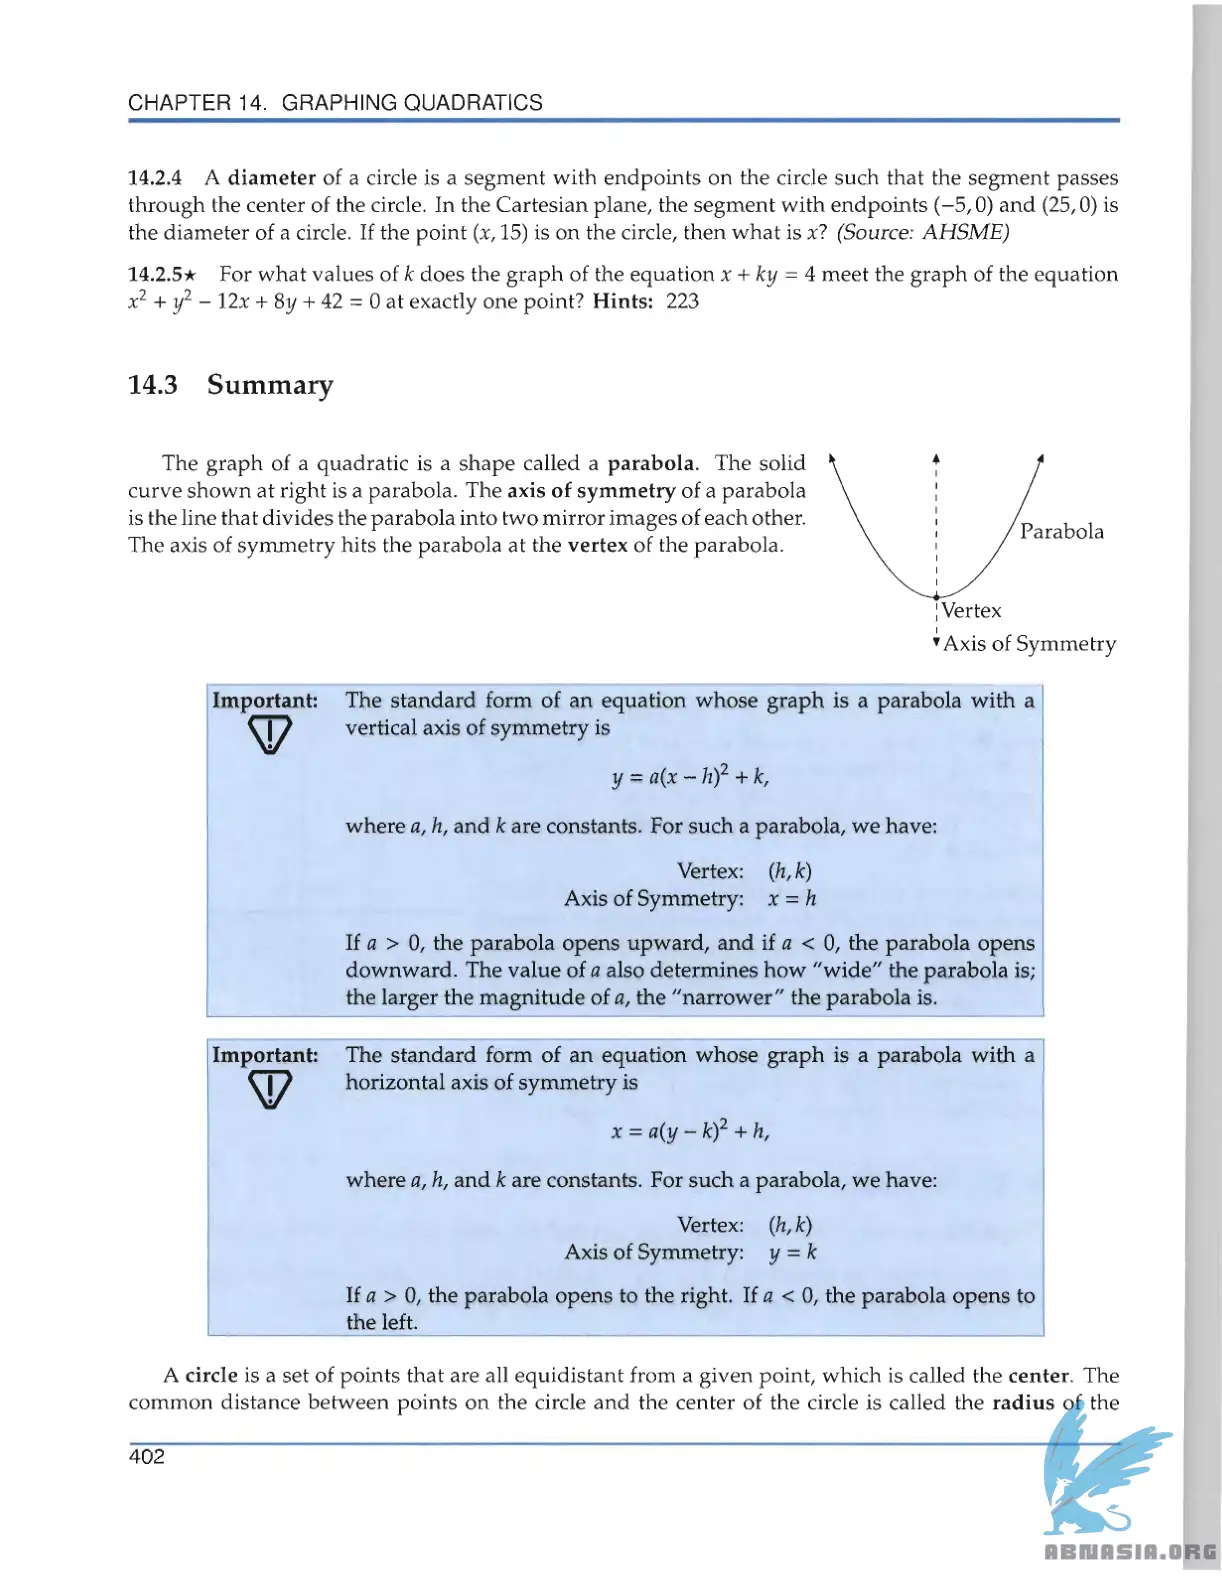 CHAPTER 14. GRAPHING QUADRATICS
14.2.4 A diameter of a circle is a segment with endpoints on the circle such that the segment passes
through the center of the circle. In the Cartesian plane, the segment with endpoints (−5, 0) and (25, 0) is
the diameter of a circle. If the point (x, 15) is on the circle, then what is x? (Source: AHSME)
14.2.5★ For what values of k does the graph of the equation x + ky = 4 meet the graph of the equation
x² + y² − 12x + 8y + 42 = 0 at exactly one point? Hints: 223
14.3 Summary
The graph of a quadratic is a shape called a parabola. The solid
curve shown at right is a parabola. The axis of symmetry of a parabola
is the line that divides the parabola into two mirror images of each other.
The axis of symmetry hits the parabola at the vertex of the parabola.
Parabola
Vertex
Axis of Symmetry
Important: The standard form of an equation whose graph is a parabola with a
vertical axis of symmetry is
y = a(x − h)² + k,
where a, h, and k are constants. For such a parabola, we have:
Vertex: (h, k)
Axis of Symmetry: x = h
If a > 0, the parabola opens upward, and if a < 0, the parabola opens
downward. The value of a also determines how "wide" the parabola is;
the larger the magnitude of a, the "narrower" the parabola is.
Important: The standard form of an equation whose graph is a parabola with a
horizontal axis of symmetry is
x = a(y − k)² + h,
where a, h, and k are constants. For such a parabola, we have:
Vertex: (h, k)
Axis of Symmetry: y = k
If a > 0, the parabola opens to the right. If a < 0, the parabola opens to
the left.
A circle is a set of points that are all equidistant from a given point, which is called the center. The
common distance between points on the circle and the center of the circle is called the radius of the
402
ABNASIA.ORG